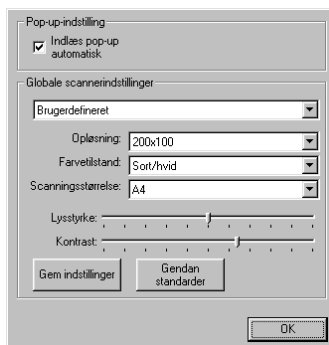 Pop-up-indstilling
Indlæs pop-up
automatisk
Globale scannerindstillinger
Brugerdefineret
Opløsning: 200x100
Farvetilstand: Sort/hvid
Scanningsstørrelse: A4
Lysstyrke:
Kontrast:
Gem indstillinger
Gendan
standarder
OK